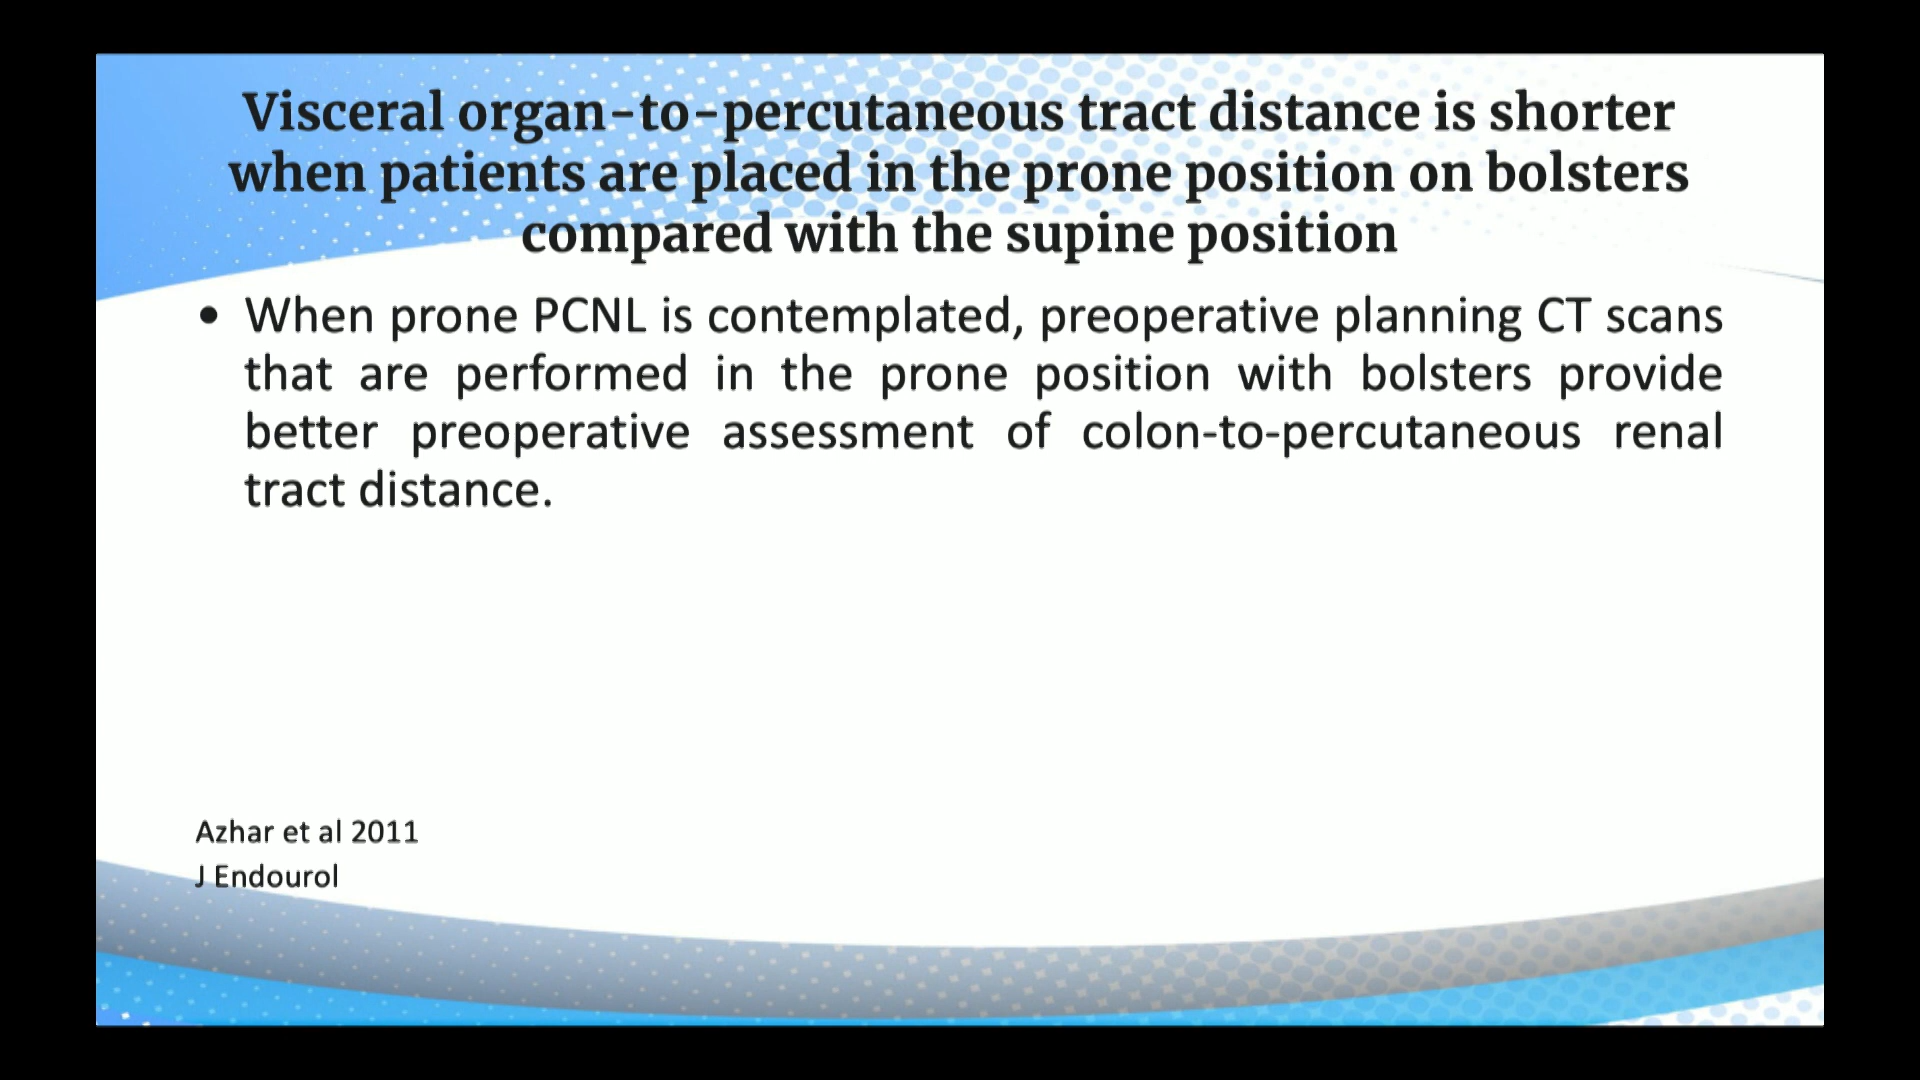 Visceral organ-to-percutaneous tract distance is shorter
when patients are placed in the prone position on bolsters
compared with the supine position
• When prone PCNL is contemplated, preoperative planning CT scans
that are performed in the prone position with bolsters provide
better preoperative assessment of colon-to-percutaneous renal
tract distance.
Azhar et al 2011
J Endourol